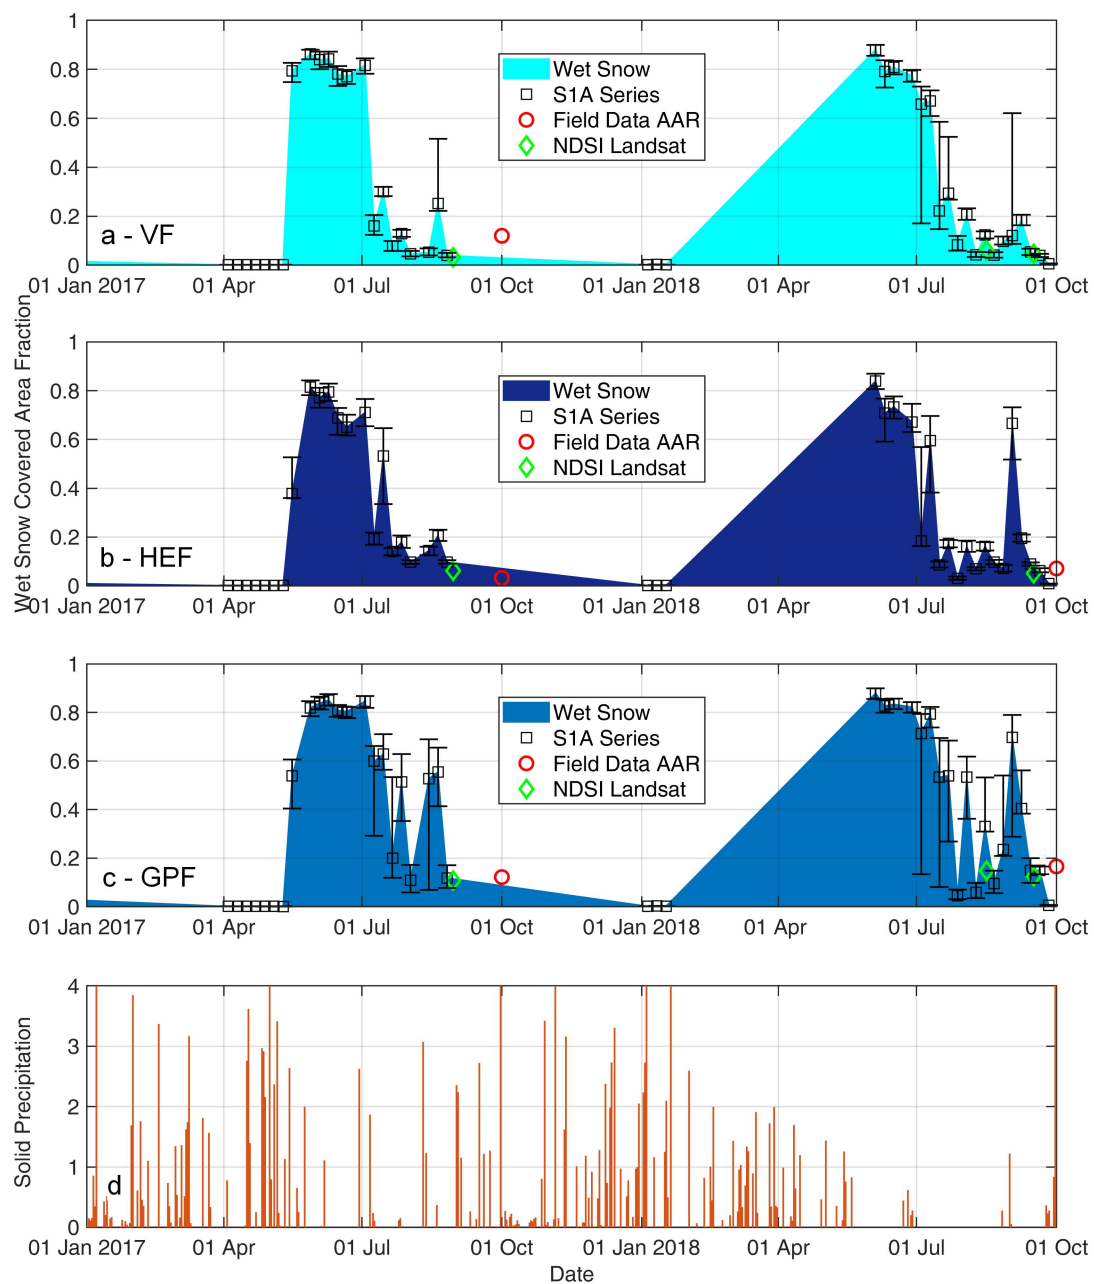 1
0.8
0.6
0.4
0.2
0
Wet Snow
S1A Series
Field Data AAR
NDSI Landsat
a - VF
01 Jan 2017
01 Apr
01 Jul
01 Oct
01 Jan 2018
01 Apr
01 Jul
01 Oct
Wet Snow Covered Area Fraction
1
0.8
0.6
0.4
0.2
0
Wet Snow
S1A Series
Field Data AAR
NDSI Landsat
b - HEF
01 Jan 2017
01 Apr
01 Jul
01 Oct
01 Jan 2018
01 Apr
01 Jul
01 Oct
1
0.8
0.6
0.4
0.2
0
Wet Snow
S1A Series
Field Data AAR
NDSI Landsat
c - GPF
01 Jan 2017
01 Apr
01 Jul
01 Oct
01 Jan 2018
01 Apr
01 Jul
01 Oct
Solid Precipitation
4
3
2
1
0
d
01 Jan 2017
01 Apr
01 Jul
01 Oct
01 Jan 2018
01 Apr
01 Jul
01 Oct
Date